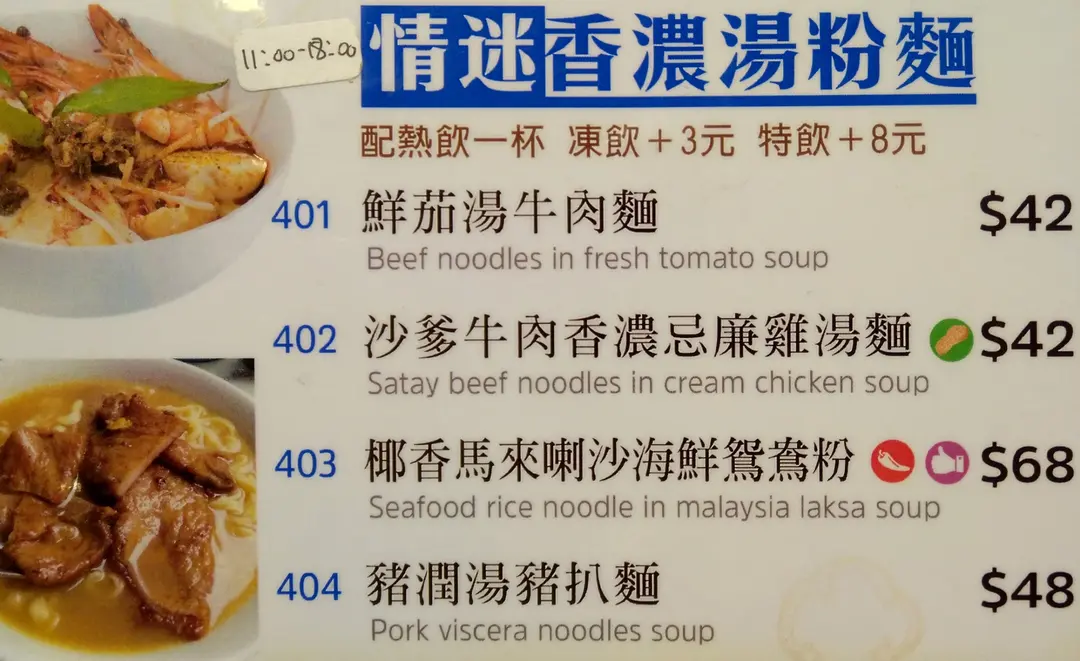 11:00-18:00
情迷香濃湯粉麵
配熱飲一杯 凍飲+3元 特飲+8元
401 鮮茄湯牛肉麵 $42
Beef noodles in fresh tomato soup
402 沙爹牛肉香濃忌廉雞湯麵 $42
Satay beef noodles in cream chicken soup
403 椰香馬來喇沙海鮮鴛鴦粉 $68
Seafood rice noodle in malaysia laksa soup
404 豬潤湯豬扒麵 $48
Pork viscera noodles soup